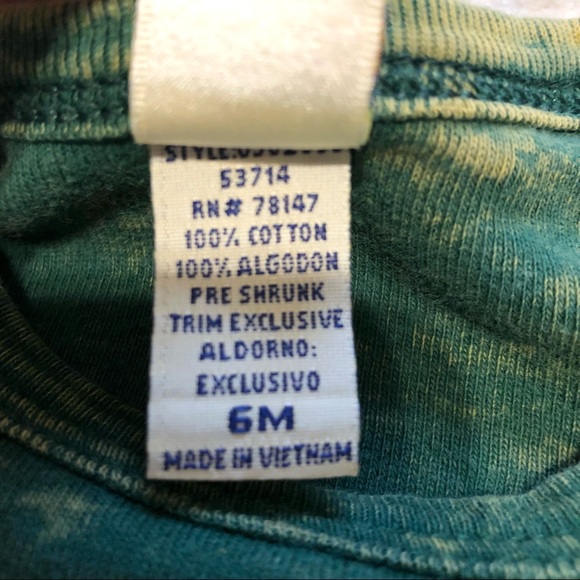 STYLE:
53714
RN# 78147
100% COTTON
100% ALGODON
PRE SHRUNK
TRIM EXCLUSIVE
ALDORNO:
EXCLUSIVO
6M
MADE IN VIETNAM